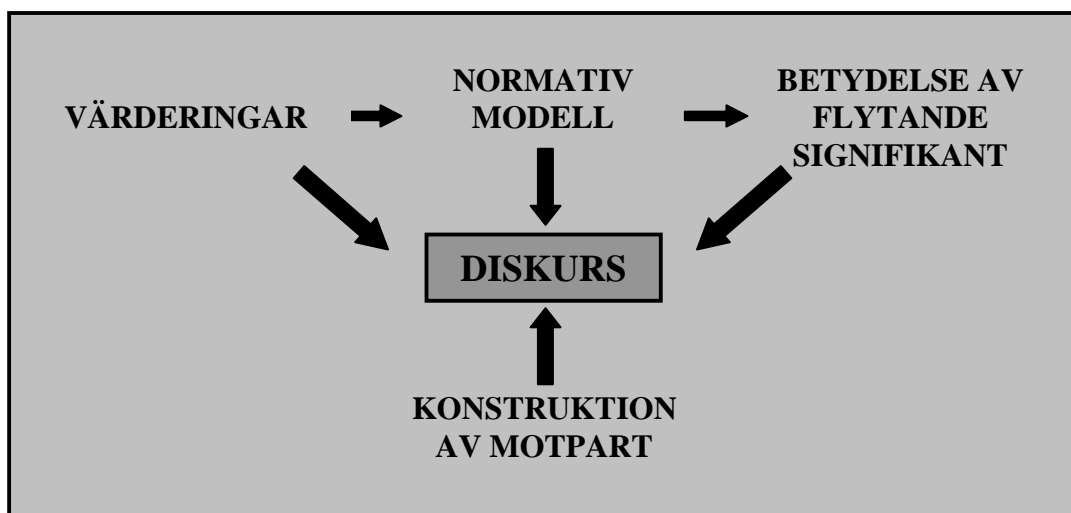 VÄRDERINGAR
NORMATIV
MODELL
BETYDELSE AV
FLYTANDE
SIGNIFIKANT
DISKURS
KONSTRUKTION
AV MOTPART